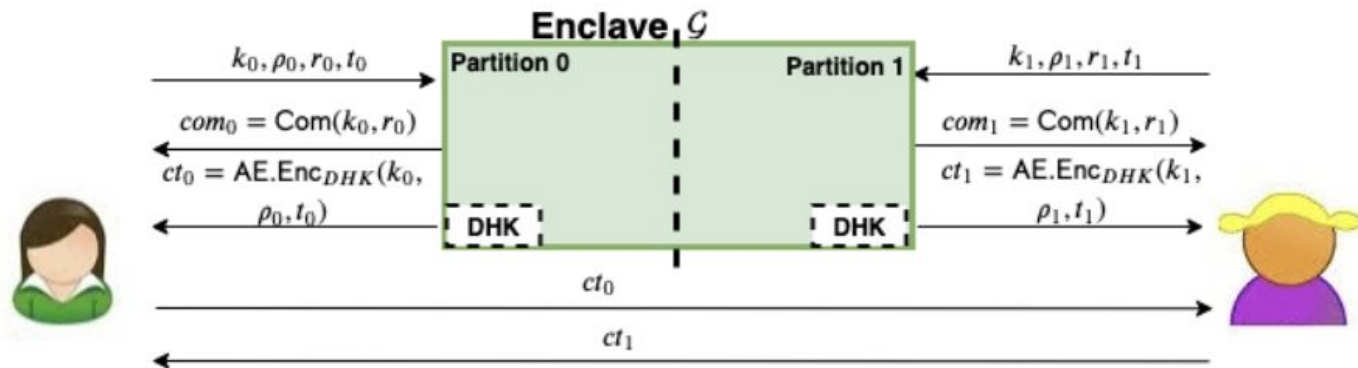 Enclave 𝒢
k₀, ρ₀, r₀, t₀
Partition 0
Partition 1
k₁, ρ₁, r₁, t₁
com₀ = Com(k₀, r₀)
com₁ = Com(k₁, r₁)
ct₀ = AE.Enc_DHK(k₀,
ρ₀, t₀)
ct₁ = AE.Enc_DHK(k₁,
ρ₁, t₁)
DHK
DHK
ct₀
ct₁